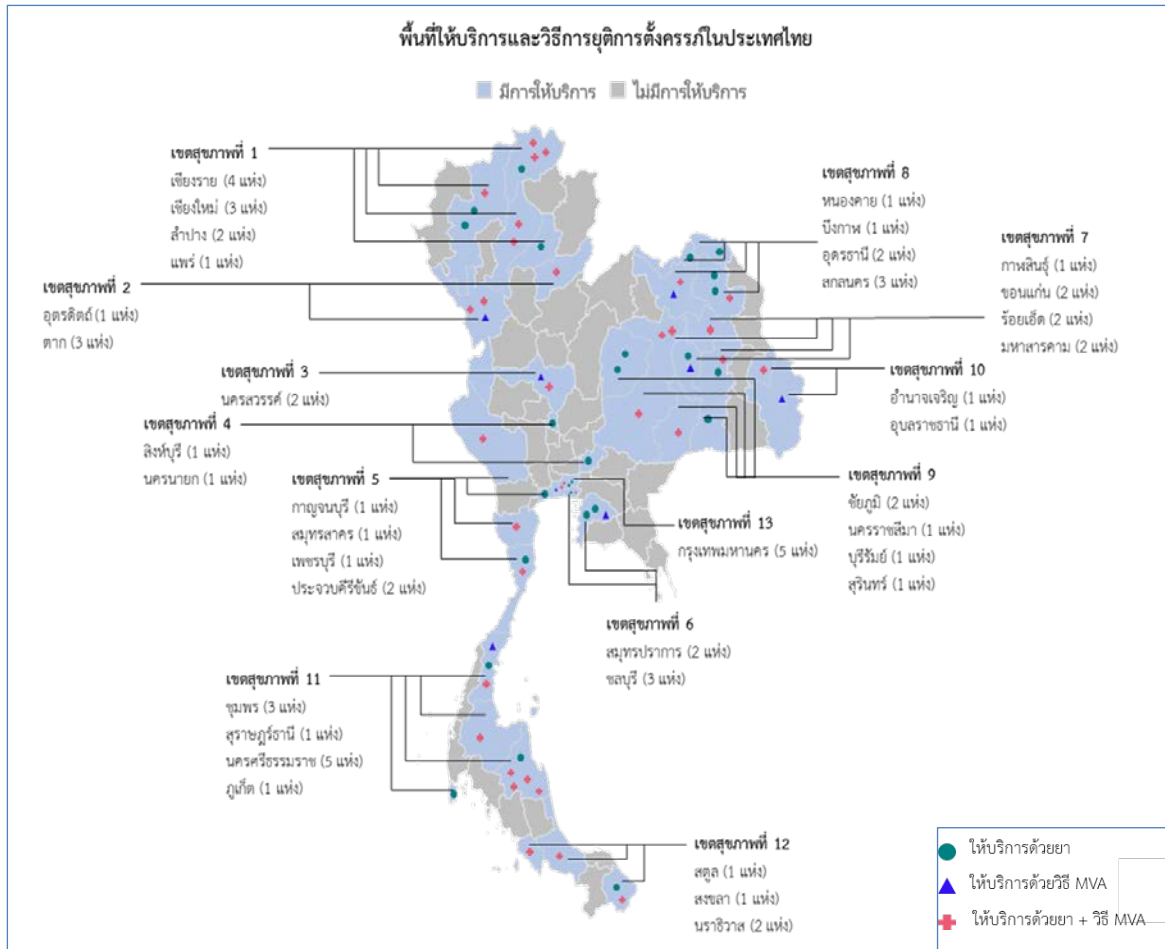 พื้นที่ให้บริการและวิธีการยุติการตั้งครรภ์ในประเทศไทย
มีการให้บริการ ไม่มีการให้บริการ
เขตสุขภาพที่ 1
เชียงราย (4 แห่ง)
เชียงใหม่ (3 แห่ง)
ลำปาง (2 แห่ง)
แพร่ (1 แห่ง)
เขตสุขภาพที่ 2
อุตรดิตถ์ (1 แห่ง)
ตาก (3 แห่ง)
เขตสุขภาพที่ 3
นครสวรรค์ (2 แห่ง)
เขตสุขภาพที่ 4
สิงห์บุรี (1 แห่ง)
นครนายก (1 แห่ง)
เขตสุขภาพที่ 5
กาญจนบุรี (1 แห่ง)
สมุทรสาคร (1 แห่ง)
เพชรบุรี (1 แห่ง)
ประจวบคีรีขันธ์ (2 แห่ง)
เขตสุขภาพที่ 8
หนองคาย (1 แห่ง)
บึงกาฬ (1 แห่ง)
อุดรธานี (2 แห่ง)
สกลนคร (3 แห่ง)
เขตสุขภาพที่ 7
กาฬสินธุ์ (1 แห่ง)
ขอนแก่น (2 แห่ง)
ร้อยเอ็ด (2 แห่ง)
มหาสารคาม (2 แห่ง)
เขตสุขภาพที่ 10
อำนาจเจริญ (1 แห่ง)
อุบลราชธานี (1 แห่ง)
เขตสุขภาพที่ 9
ชัยภูมิ (2 แห่ง)
นครราชสีมา (1 แห่ง)
บุรีรัมย์ (1 แห่ง)
สุรินทร์ (1 แห่ง)
เขตสุขภาพที่ 13
กรุงเทพมหานคร (5 แห่ง)
เขตสุขภาพที่ 6
สมุทรปราการ (2 แห่ง)
ชลบุรี (3 แห่ง)
เขตสุขภาพที่ 11
ชุมพร (3 แห่ง)
สุราษฎร์ธานี (1 แห่ง)
นครศรีธรรมราช (5 แห่ง)
ภูเก็ต (1 แห่ง)
เขตสุขภาพที่ 12
สตูล (1 แห่ง)
สงขลา (1 แห่ง)
นราธิวาส (2 แห่ง)
ให้บริการด้วยยา
ให้บริการด้วยวิธี MVA
ให้บริการด้วยยา + วิธี MVA